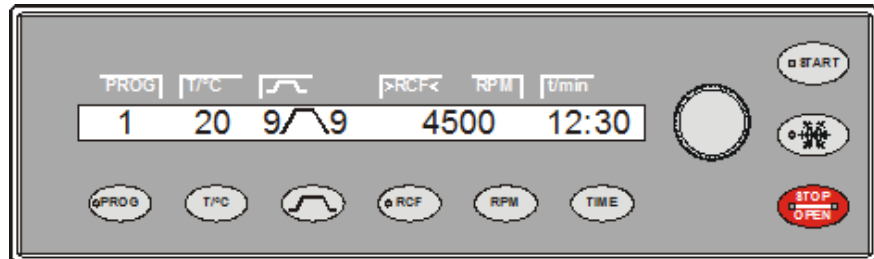 START
PROG T/°C >RCF< RPM t/min
1 20 9 9 4500 12:30
PROG T/°C RCF RPM TIME
STOP
OPEN